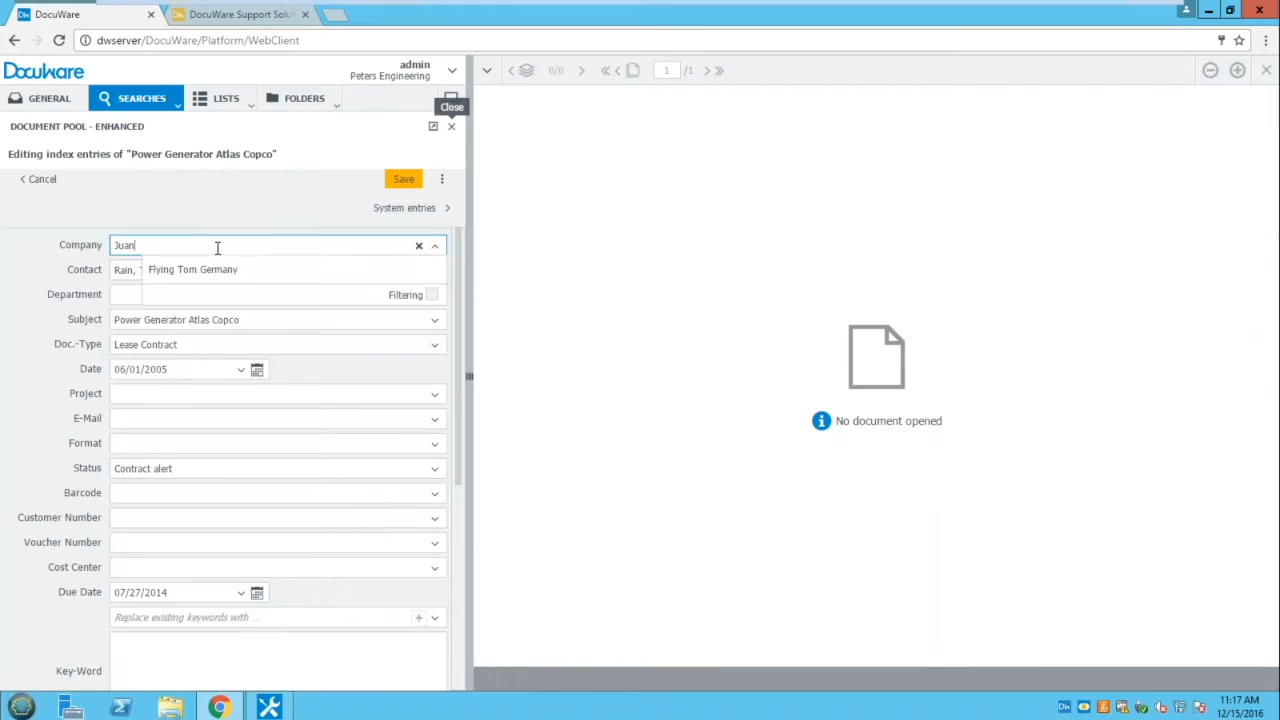 DocuWare
DocuWare Support Solu
dwserver/DocuWare/Platform/WebClient
DocuWare
admin
Peters Engineering
0/0
1
/1
GENERAL
SEARCHES
LISTS
FOLDERS
Close
DOCUMENT POOL - ENHANCED
Editing index entries of "Power Generator Atlas Copco"
Cancel
Save
System entries
Company
Juan
Contact
Rain,
Flying Tom Germany
Department
Filtering
Subject
Power Generator Atlas Copco
Doc.-Type
Lease Contract
Date
06/01/2005
Project
E-Mail
Format
No document opened
Status
Contract alert
Barcode
Customer Number
Voucher Number
Cost Center
Due Date
07/27/2014
Replace existing keywords with ...
Key-Word
11:17 AM
12/15/2016